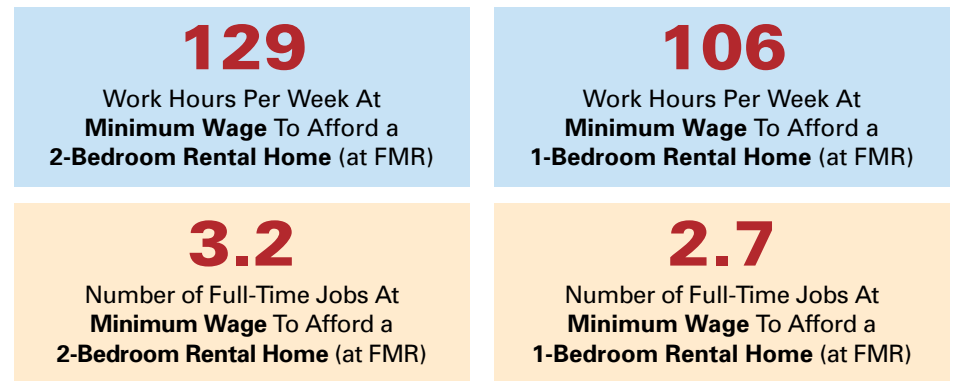 129
Work Hours Per Week At
Minimum Wage To Afford a
2-Bedroom Rental Home (at FMR)
106
Work Hours Per Week At
Minimum Wage To Afford a
1-Bedroom Rental Home (at FMR)
3.2
Number of Full-Time Jobs At
Minimum Wage To Afford a
2-Bedroom Rental Home (at FMR)
2.7
Number of Full-Time Jobs At
Minimum Wage To Afford a
1-Bedroom Rental Home (at FMR)